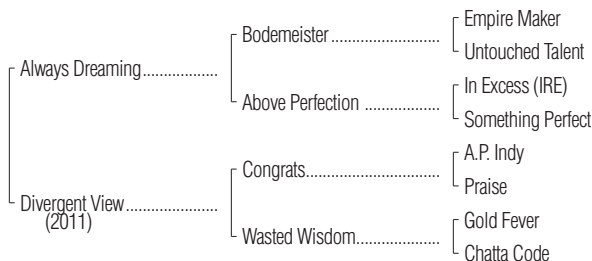 Empire Maker
Bodemeister........................
Untouched Talent
Always Dreaming................
In Excess (IRE)
Above Perfection ................
Something Perfect
A.P. Indy
Congrats.............................
Praise
Divergent View....................
(2011)
Gold Fever
Wasted Wisdom..................
Chatta Code